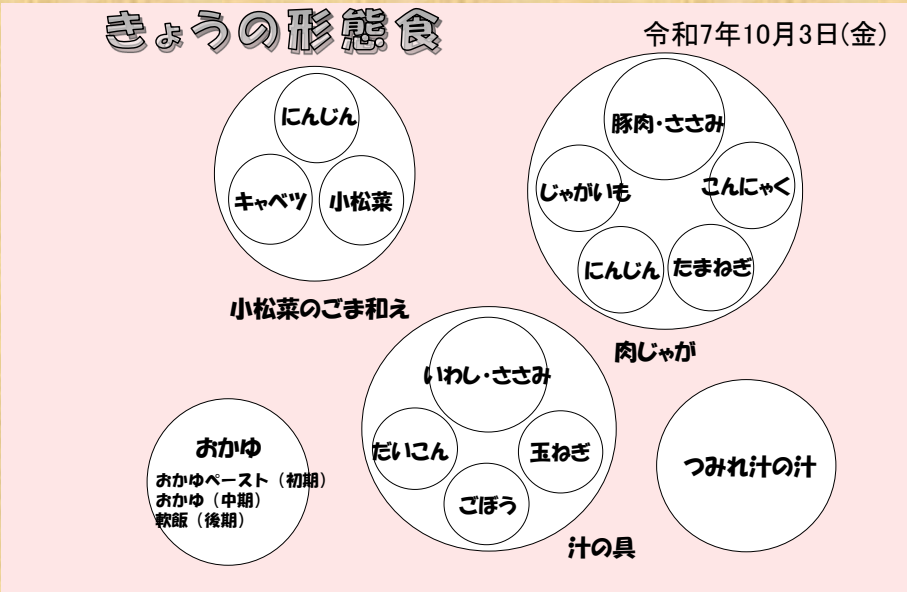 きょうの形態食
令和7年10月3日(金)
にんじん
キャベツ
小松菜
小松菜のごま和え
豚肉・ささみ
じゃがいも
こんにゃく
にんじん
たまねぎ
肉じゃが
いわし・ささみ
だいこん
玉ねぎ
ごぼう
汁の具
おかゆ
おかゆペースト（初期）
おかゆ（中期）
軟飯（後期）
つみれ汁の汁